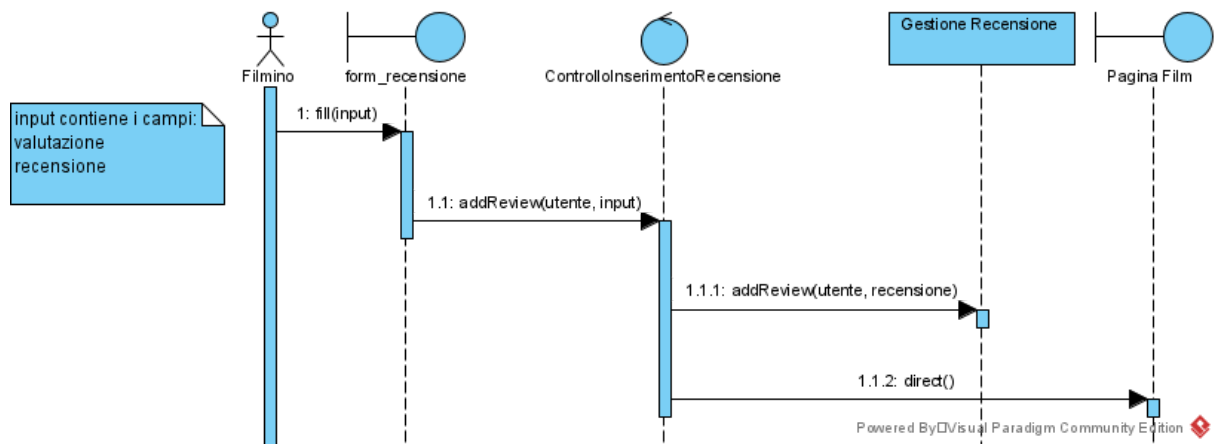 Gestione Recensione
Filmino
form_recensione
ControlloInserimentoRecensione
Pagina Film
input contiene i campi:
valutazione
recensione
1: fill(input)
1.1: addReview(utente, input)
1.1.1: addReview(utente, recensione)
1.1.2: direct()
Powered By□Visual Paradigm Community Edition